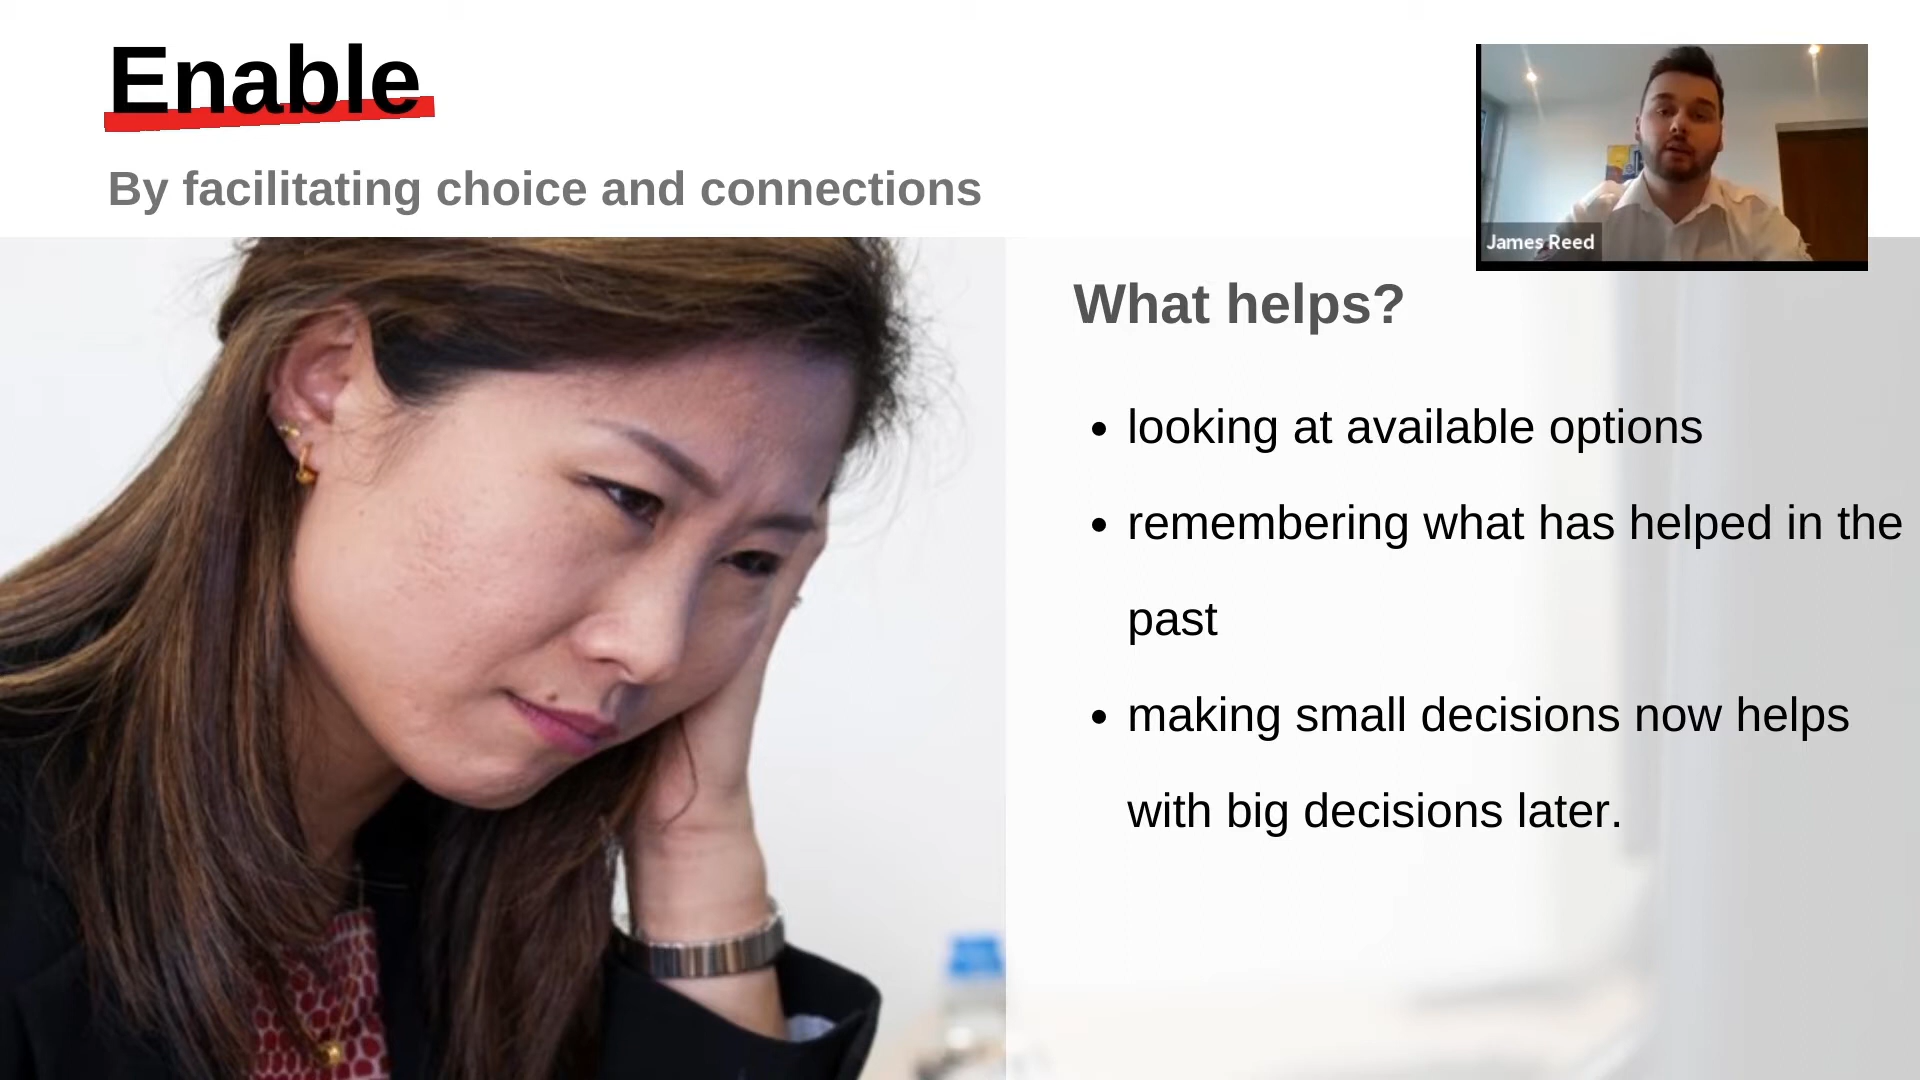 Enable
By facilitating choice and connections
James Reed
What helps?
• looking at available options
• remembering what has helped in the
past
• making small decisions now helps
with big decisions later.